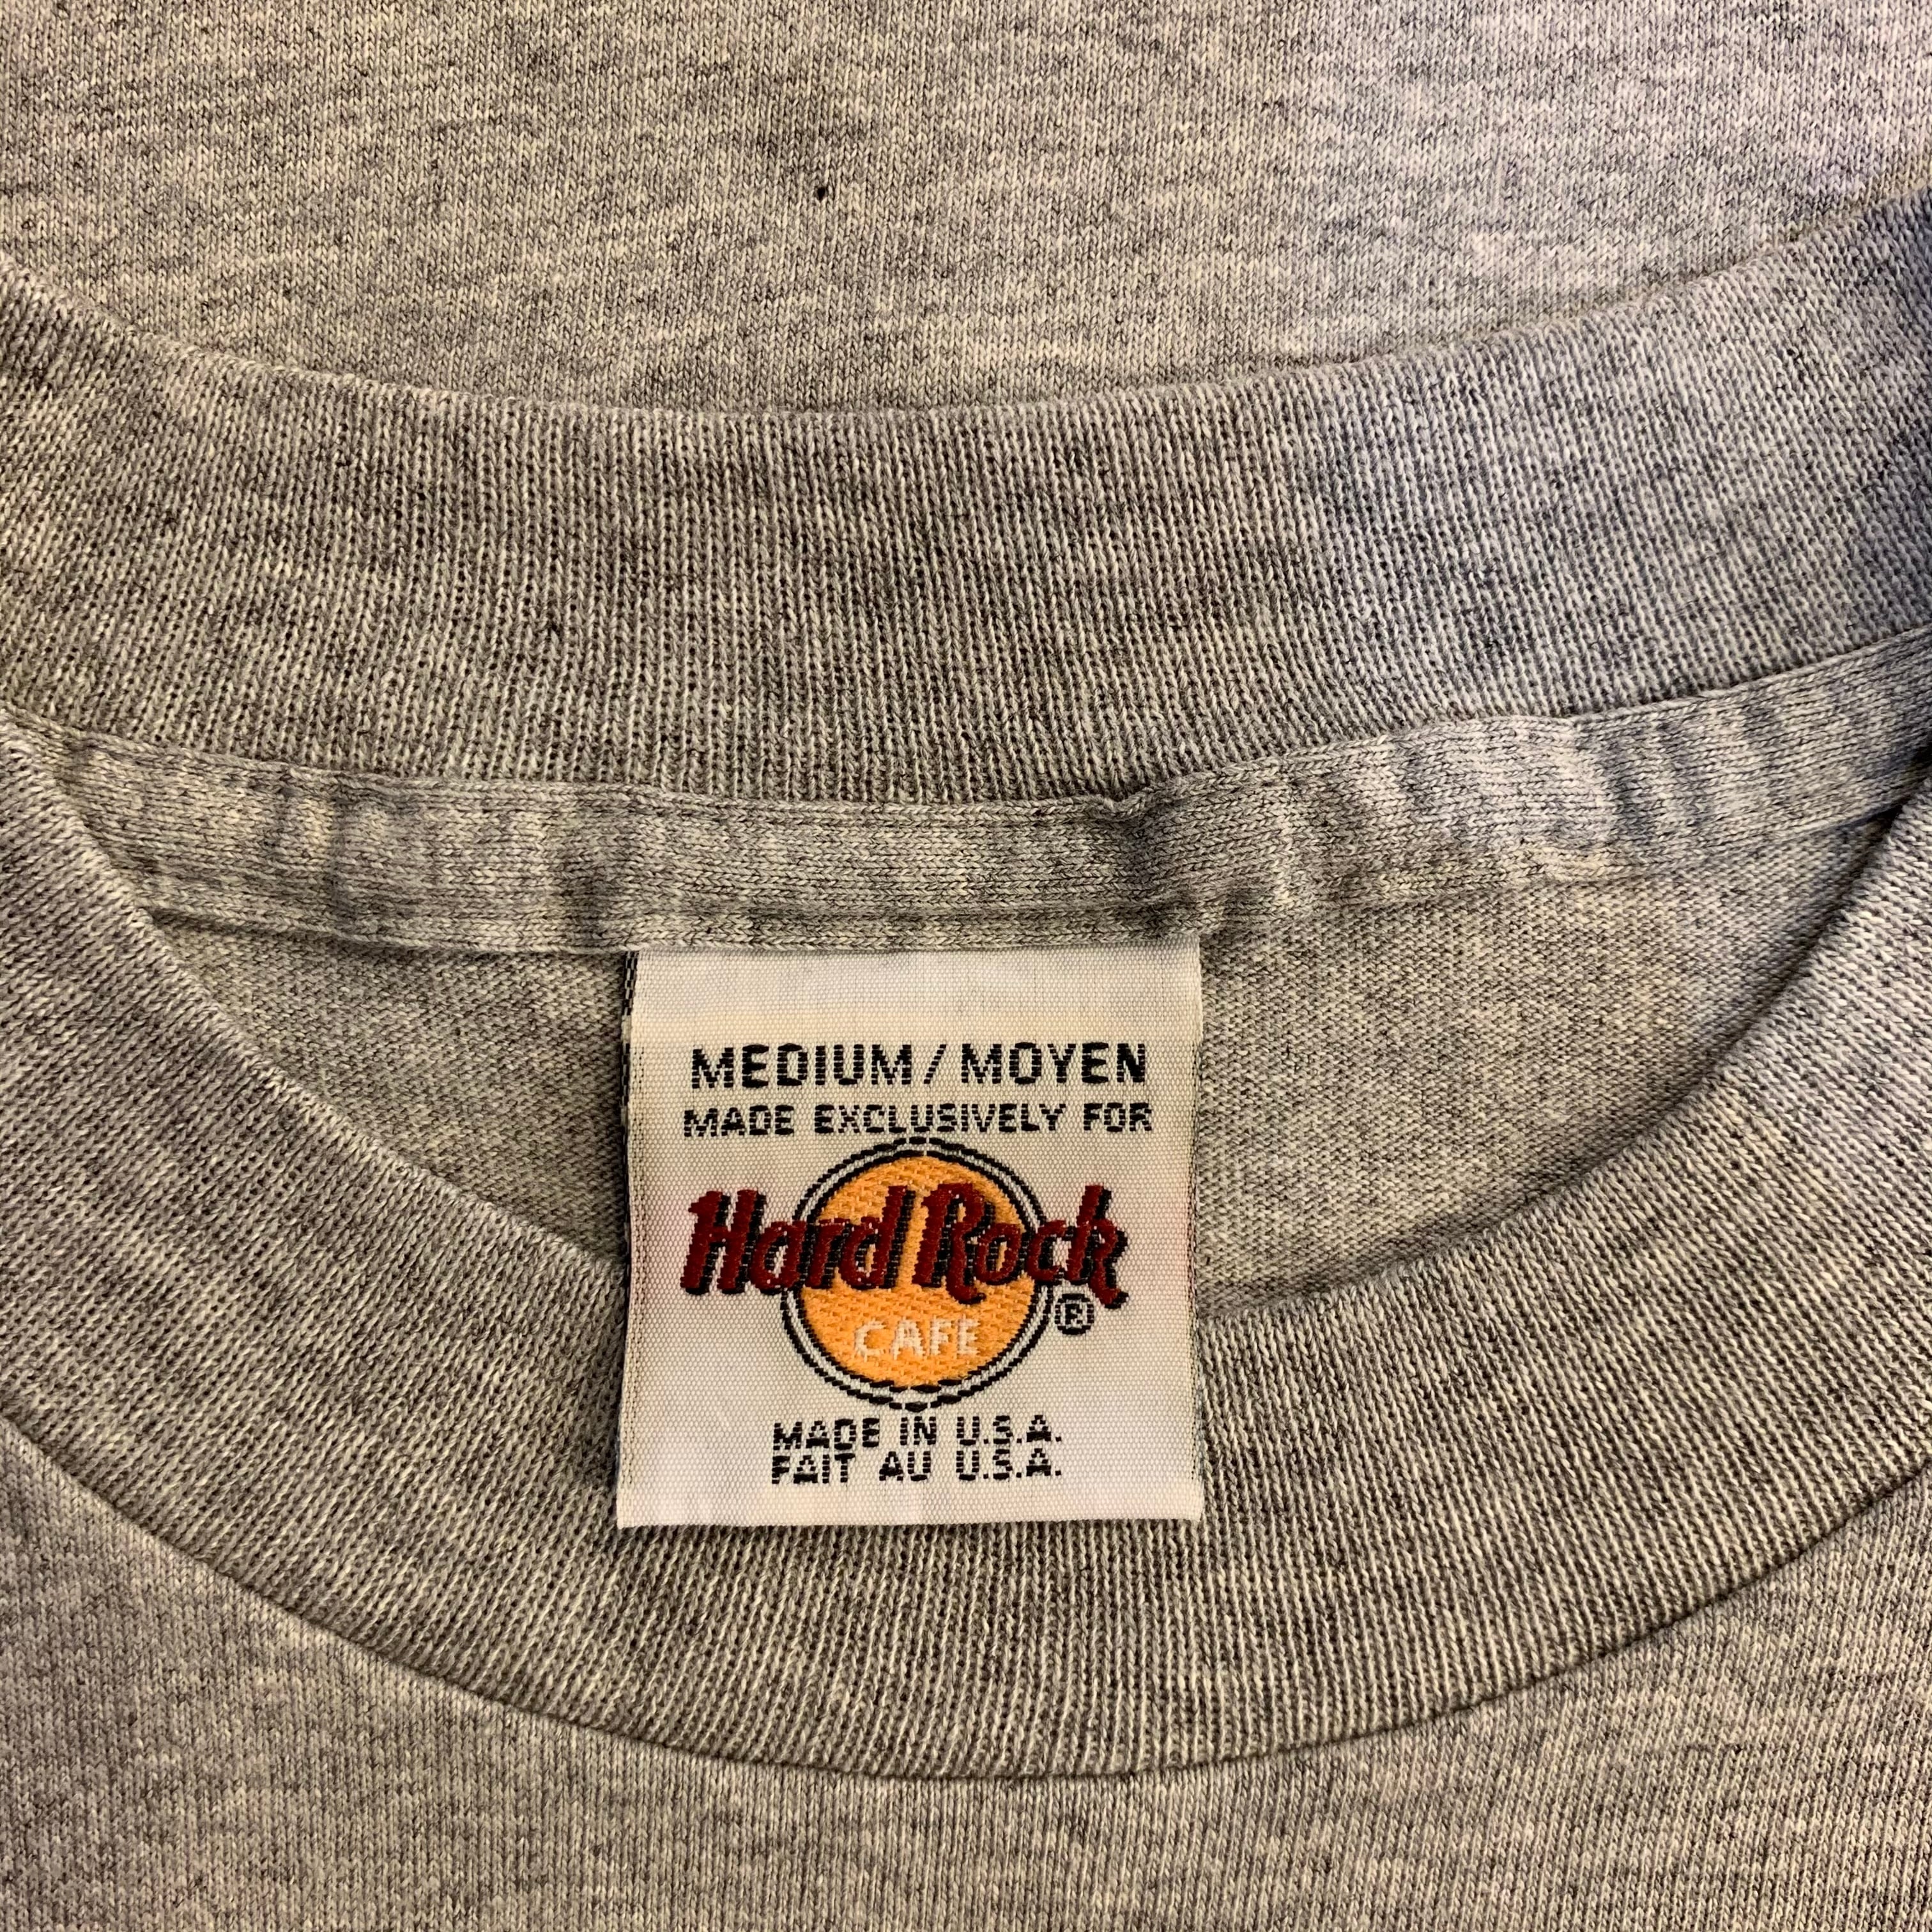 MEDIUM / MOYEN
MADE EXCLUSIVELY FOR
Hard Rock ®
CAFE
MADE IN U.S.A.
FAIT AU U.S.A.